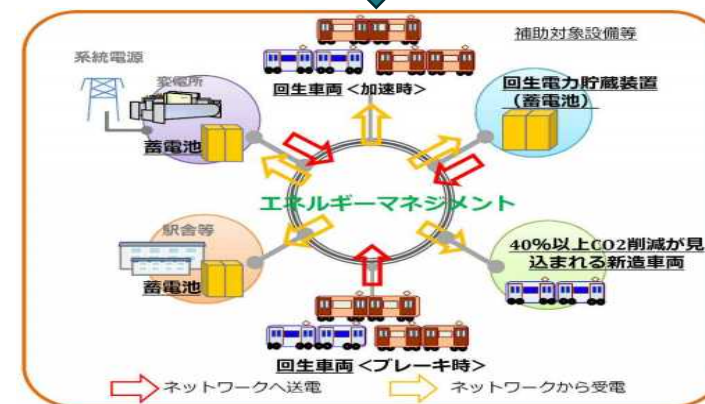 補助対象設備等
系統電源
変電所
蓄電池
回生車両<加速時>
回生電力貯蔵装置
（蓄電池）
エネルギーマネジメント
駅舎等
蓄電池
40％以上CO2削減が見
込まれる新造車両
回生車両<ブレーキ時>
ネットワークへ送電
ネットワークから受電